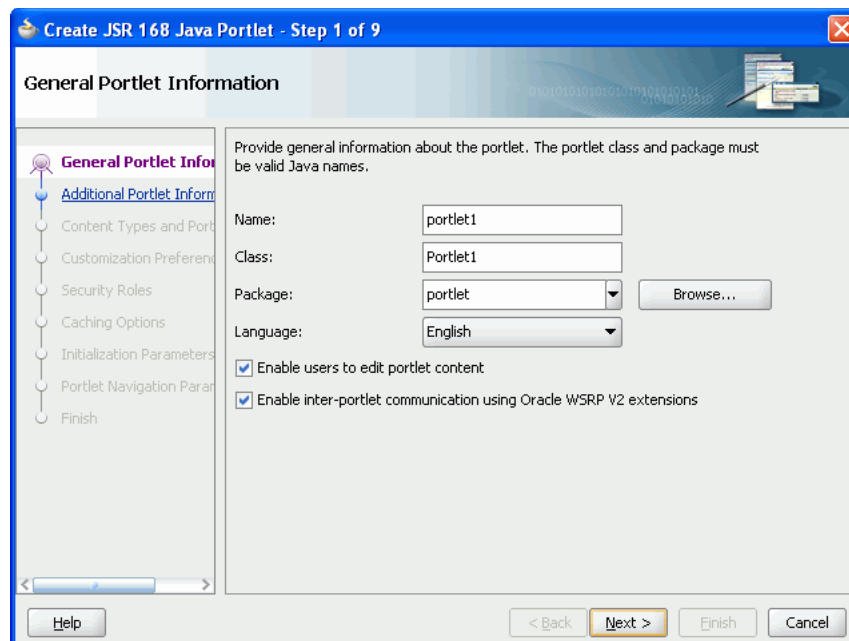 Create JSR 168 Java Portlet - Step 1 of 9
General Portlet Information
General Portlet Infor
Additional Portlet Inform
Content Types and Port
Customization Preferenc
Security Roles
Caching Options
Initialization Parameters
Portlet Navigation Parar
Finish
Provide general information about the portlet. The portlet class and package must
be valid Java names.
Name: portlet1
Class: Portlet1
Package: portlet Browse...
Language: English
Enable users to edit portlet content
Enable inter-portlet communication using Oracle WSRP V2 extensions
Help < Back Next > Finish Cancel